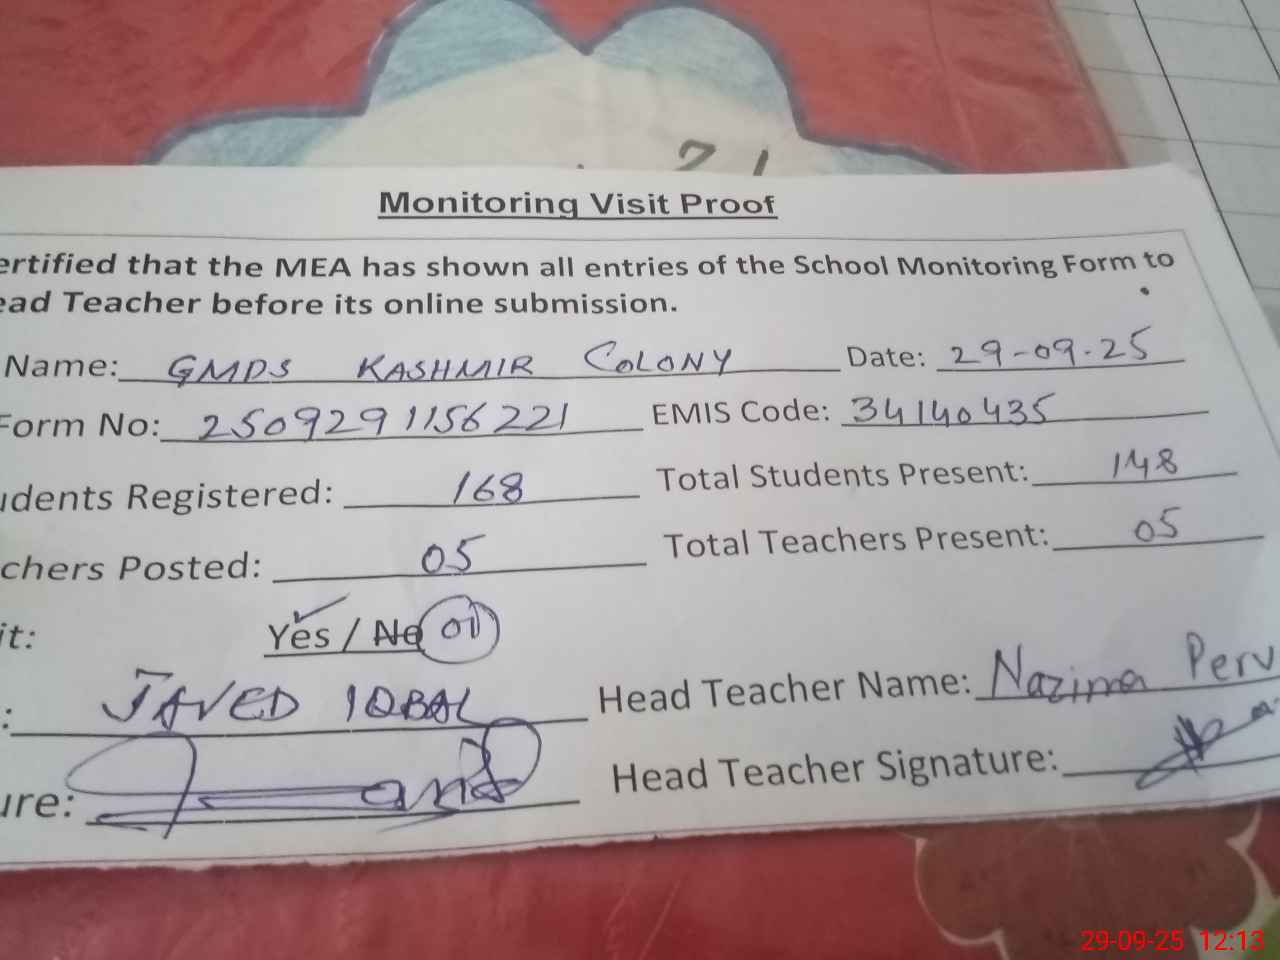 Monitoring Visit Proof
ertified that the MEA has shown all entries of the School Monitoring Form to
ead Teacher before its online submission.
Name: GMDS KASHMIR COLONY Date: 29-09-25
Form No: 2509291156221 EMIS Code: 34140435
udents Registered: 168 Total Students Present: 148
chers Posted: 05 Total Teachers Present: 05
it: Yes / No 01
: JAVED IQBAL Head Teacher Name: Nazima Perv
ure: Head Teacher Signature:
29-09-25 12:13